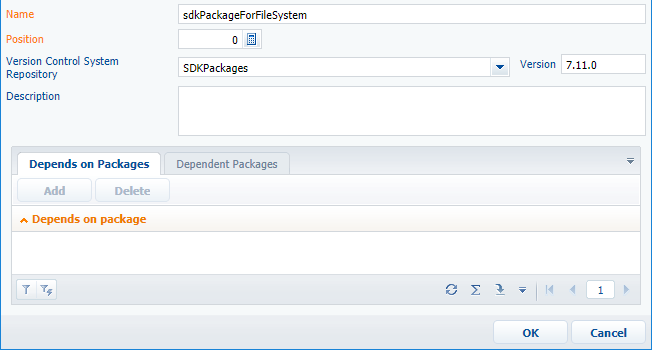 Name sdkPackageForFileSystem
Position 0
Version Control System
Repository SDKPackages Version 7.11.0
Description
Depends on Packages Dependent Packages
Add Delete
Depends on package
1
OK Cancel